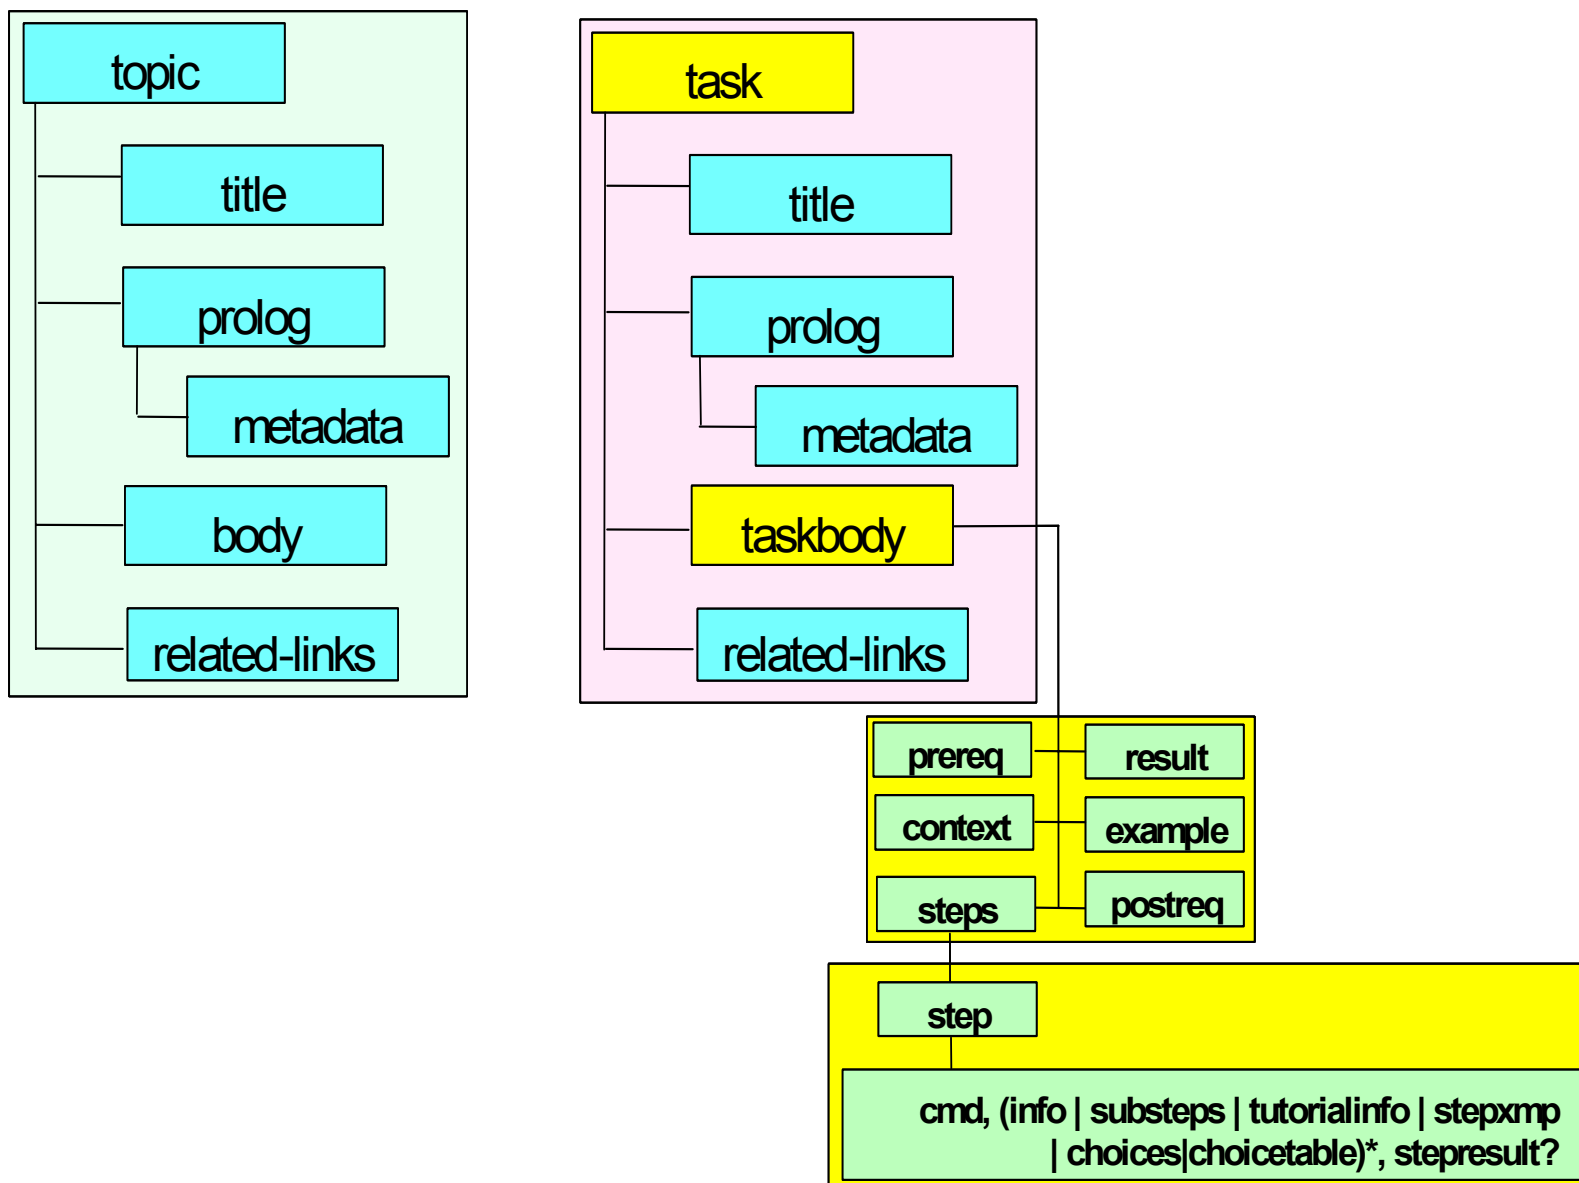 topic
title
prolog
metadata
body
related-links
task
title
prolog
metadata
taskbody
related-links
prereq
result
context
example
steps
postreq
step
cmd, (info | substeps | tutorialinfo | stepxmp
| choices|choicetable)*, stepresult?